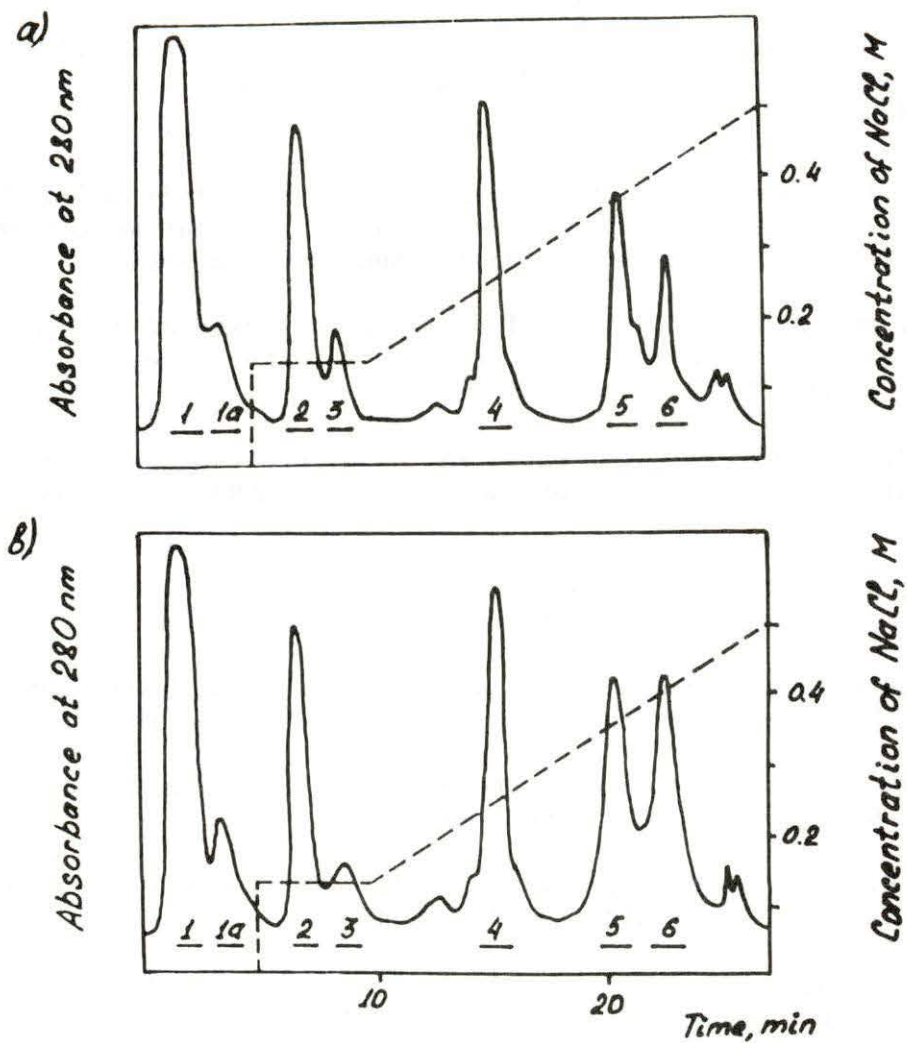 a)
Absorbance at 280 nm
Concentration of NaCl, M
0.4
0.2
1 1a 2 3 4 5 6
в)
Absorbance at 280 nm
Concentration of NaCl, M
0.4
0.2
1 1a 2 3 4 5 6
10 20
Time, min